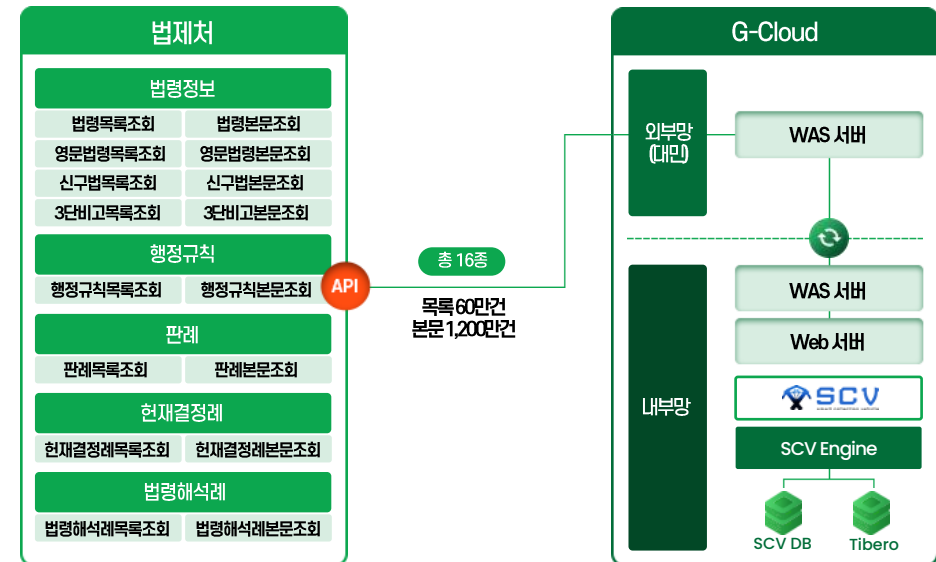 법제처
법령정보
법령목록조회 법령본문조회
영문법령목록조회 영문법령본문조회
신구법목록조회 신구법본문조회
3단비고목록조회 3단비고본문조회
행정규칙
행정규칙목록조회 행정규칙본문조회
판례
판례목록조회 판례본문조회
헌재결정례
헌재결정례목록조회 헌재결정례본문조회
법령해석례
법령해석례목록조회 법령해석례본문조회
API
총 16종
목록 60만건
본문 1,200만건
G-Cloud
외부망
(대민)
WAS 서버
내부망
WAS 서버
Web 서버
SCV
SCV Engine
SCV DB
Tibero